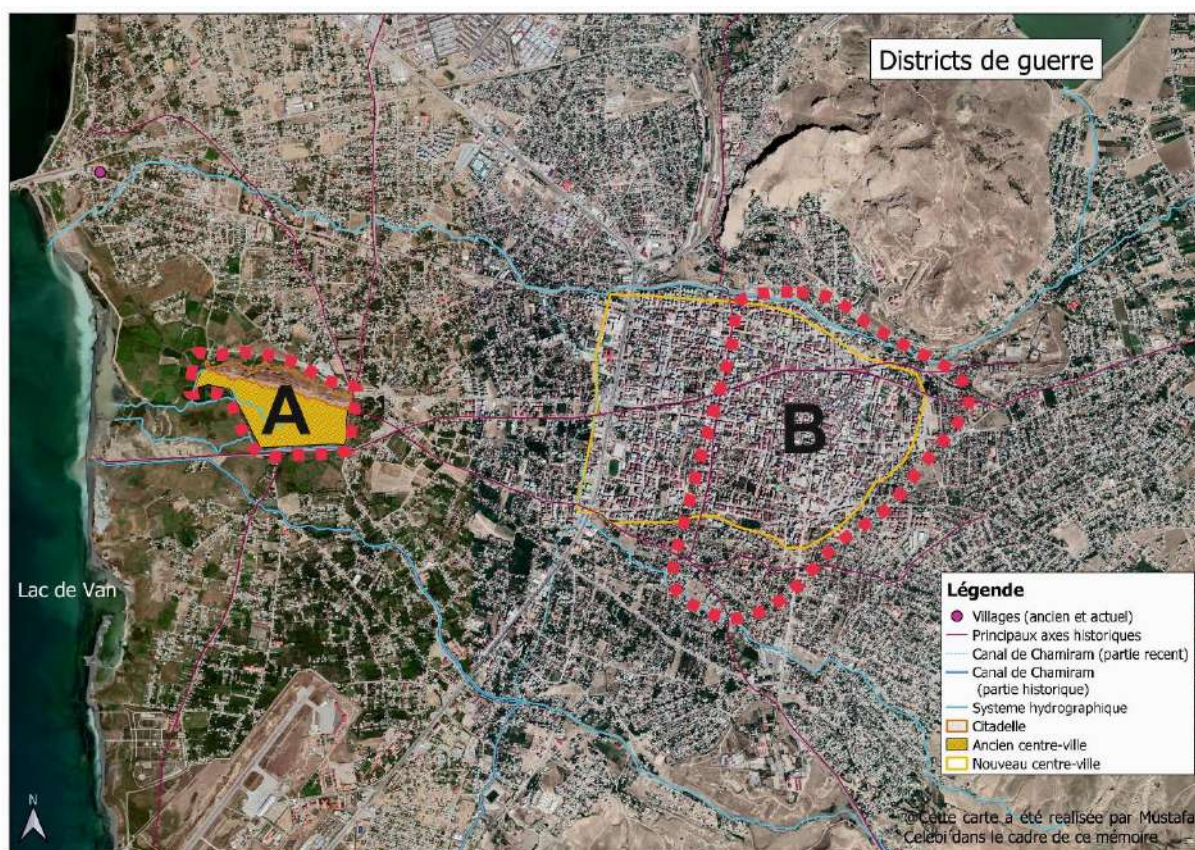 Districts de guerre
A
B
Lac de Van
Légende
Villages (ancien et actuel)
Principaux axes historiques
Canal de Chamiram (partie recent)
Canal de Chamiram
(partie historique)
Systeme hydrographique
Citadelle
Ancien centre-ville
Nouveau centre-ville
N
@Cette carte a été realisée par Mustafa
Celebi dans le cadre de ce mémoire